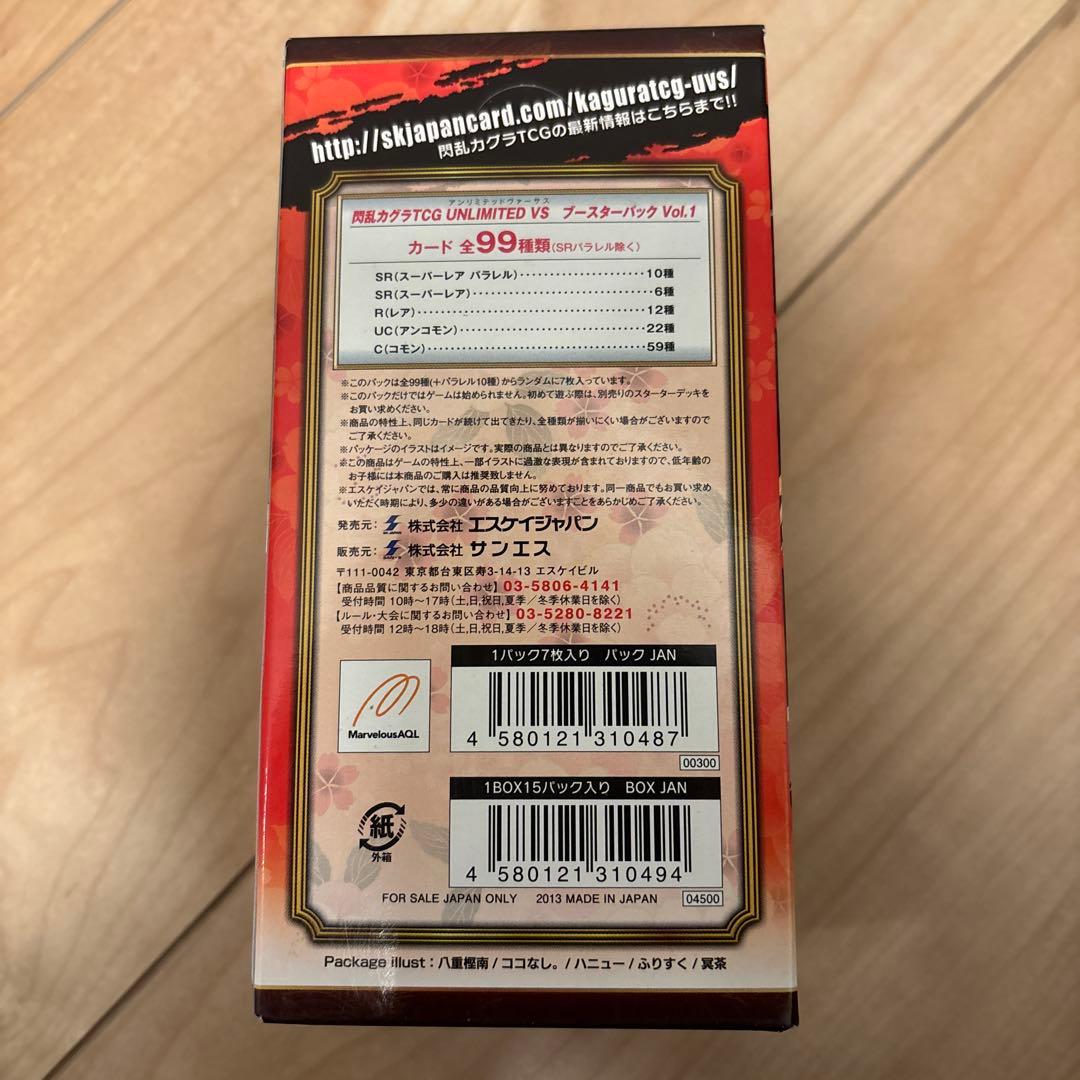 http://skjapancard.com/kaguratcg-uvs/
閃乱カグラTCGの最新情報はこちらまで!!
アンリミテッドヴァーサス
閃乱カグラTCG UNLIMITED VS ブースターパック Vol.1
カード 全99種類(SRパラレル除く)
SR(スーパーレア パラレル)・・・・・・・・・・・・・・・・・・・・・10種
SR(スーパーレア)・・・・・・・・・・・・・・・・・・・・・・・・・・・・・6種
R(レア)・・・・・・・・・・・・・・・・・・・・・・・・・・・・・・・・・・・・12種
UC(アンコモン)・・・・・・・・・・・・・・・・・・・・・・・・・・・・・・22種
C(コモン)・・・・・・・・・・・・・・・・・・・・・・・・・・・・・・・・・・・59種
※このパックは全99種(+パラレル10種)からランダムに7枚入っています。
※このパックだけではゲームは始められません。初めて遊ぶ際は、別売りのスターターデッキを
お買い求めください。
※商品の特性上、同じカードが続けて出てきたり、全種類が揃いにくい場合がございますので
ご了承ください。
※パッケージのイラストはイメージです。実際の商品とは異なりますのでご了承ください。
※この商品はゲームの特性上、一部イラストに過激な表現が含まれておりますので、低年齢の
お子様には本商品のご購入は推奨致しません。
※エスケイジャパンでは、常に商品の品質向上に努めております。同一商品でもお買い求め
いただく時期により、多少の違いがある場合がございますことをあらかじめご了承ください。
発売元: 株式会社 エスケイジャパン
販売元: 株式会社 サンエス
〒111-0042 東京都台東区寿3-14-13 エスケイビル
【商品品質に関するお問い合わせ】03-5806-4141
受付時間 10時〜17時(土,日,祝日,夏季/冬季休業日を除く)
【ルール・大会に関するお問い合わせ】03-5280-8221
受付時間 12時〜18時(土,日,祝日,夏季/冬季休業日を除く)
1パック7枚入り パック JAN
4 580121 310487
00300
MarvelousAQL
1BOX15パック入り BOX JAN
4 580121 310494
04500
紙
外箱
FOR SALE JAPAN ONLY 2013 MADE IN JAPAN
Package illust:八重樫南/ココなし。/ハニュー/ふりすく/冥茶